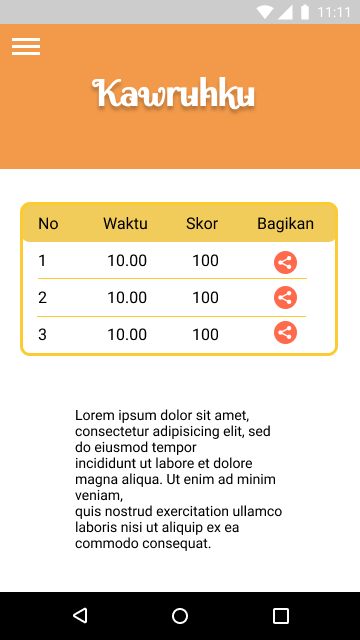 11:11
Kawruhku
No Waktu Skor Bagikan
1 10.00 100
2 10.00 100
3 10.00 100
Lorem ipsum dolor sit amet,
consectetur adipisicing elit, sed
do eiusmod tempor
incididunt ut labore et dolore
magna aliqua. Ut enim ad minim
veniam,
quis nostrud exercitation ullamco
laboris nisi ut aliquip ex ea
commodo consequat.